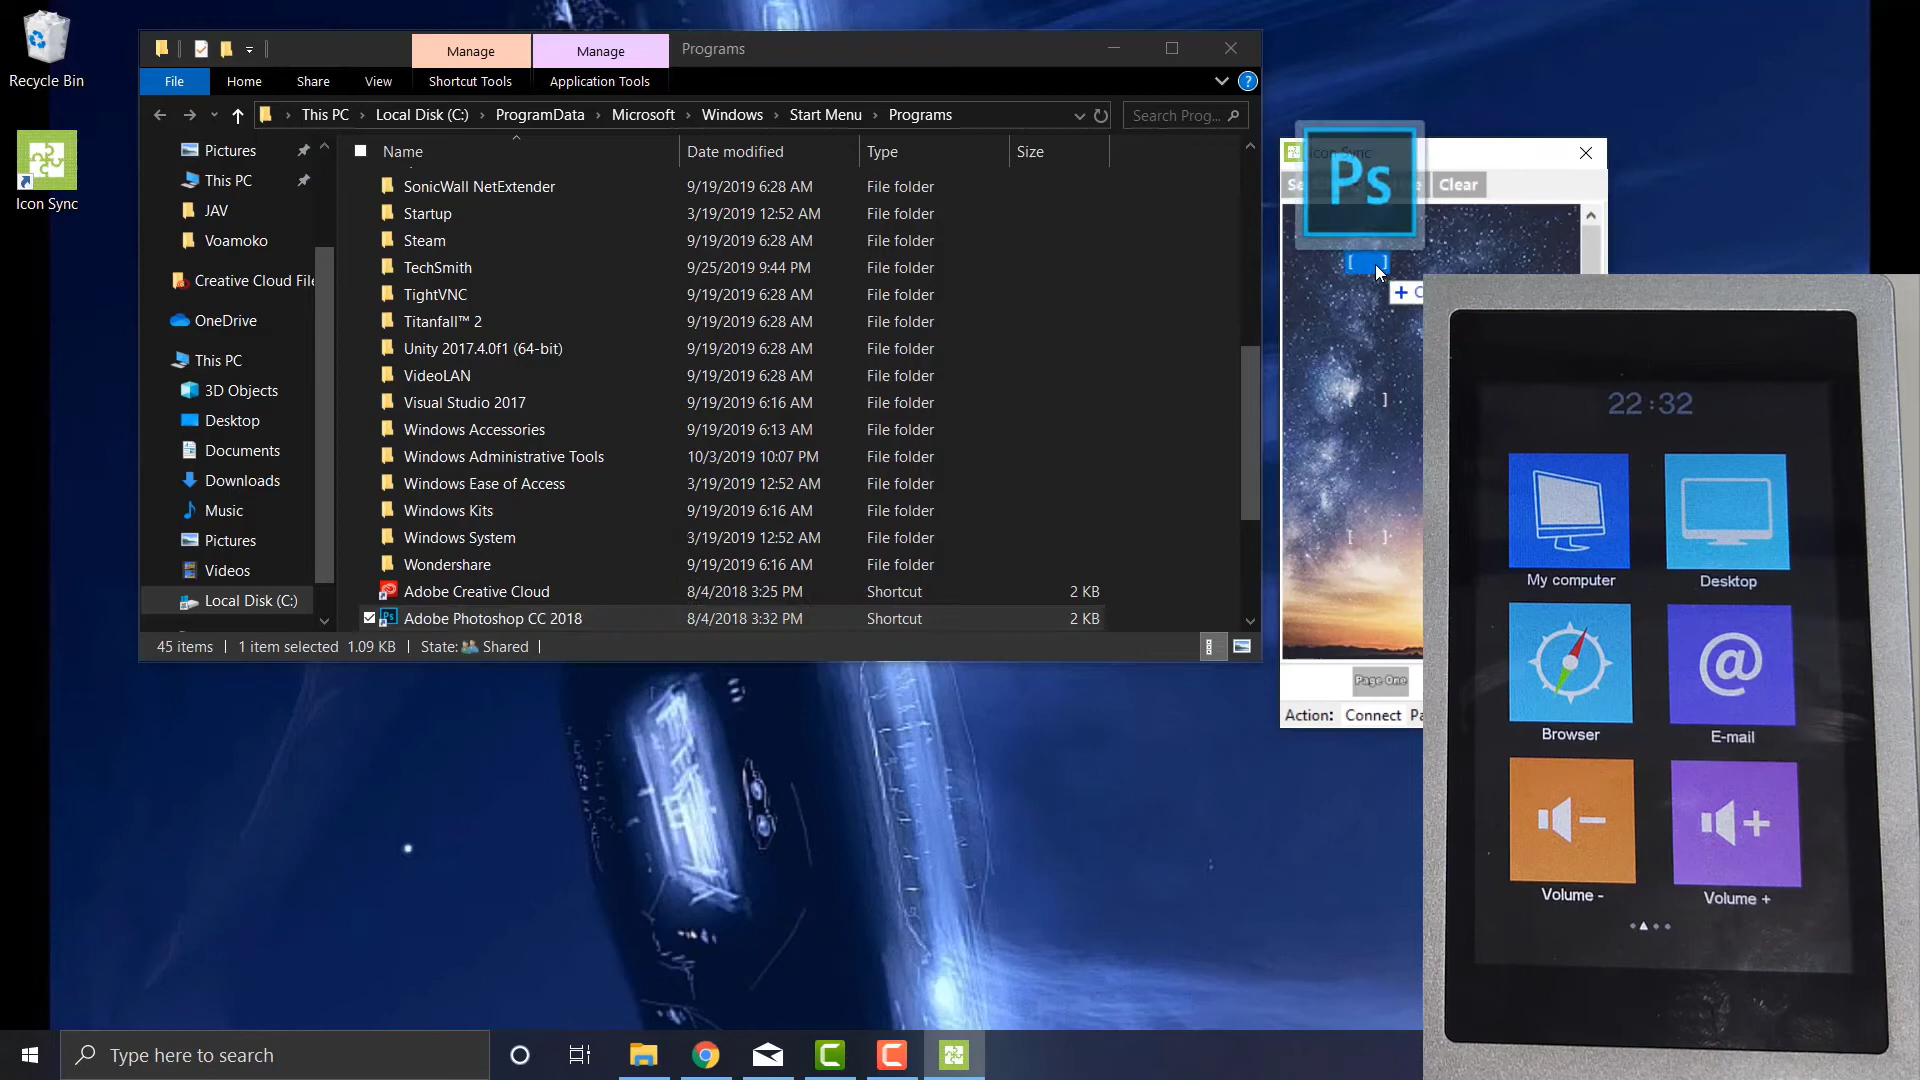 Recycle Bin
Icon Sync
Manage
Manage
Programs
File
Home
Share
View
Shortcut Tools
Application Tools
This PC
Local Disk (C:)
ProgramData
Microsoft
Windows
Start Menu
Programs
Search Prog...
Name
Date modified
Type
Size
Pictures
This PC
JAV
Voamoko
Creative Cloud File
OneDrive
This PC
3D Objects
Desktop
Documents
Downloads
Music
Pictures
Videos
Local Disk (C:)
SonicWall NetExtender 9/19/2019 6:28 AM File folder
Startup 3/19/2019 12:52 AM File folder
Steam 9/19/2019 6:28 AM File folder
TechSmith 9/25/2019 9:44 PM File folder
TightVNC 9/19/2019 6:28 AM File folder
Titanfall™ 2 9/19/2019 6:28 AM File folder
Unity 2017.4.0f1 (64-bit) 9/19/2019 6:28 AM File folder
VideoLAN 9/19/2019 6:28 AM File folder
Visual Studio 2017 9/19/2019 6:16 AM File folder
Windows Accessories 9/19/2019 6:13 AM File folder
Windows Administrative Tools 10/3/2019 10:07 PM File folder
Windows Ease of Access 3/19/2019 12:52 AM File folder
Windows Kits 9/19/2019 6:16 AM File folder
Windows System 3/19/2019 12:52 AM File folder
Wondershare 9/19/2019 6:16 AM File folder
Adobe Creative Cloud 8/4/2018 3:25 PM Shortcut 2 KB
Adobe Photoshop CC 2018 8/4/2018 3:32 PM Shortcut 2 KB
45 items
1 item selected 1.09 KB
State: Shared
Icon Sync
Ps
Clear
[ ]
[ ]
[ ]
Page One
Action: Connect
22:32
My computer
Desktop
Browser
@
E-mail
Volume -
Volume +
Type here to search